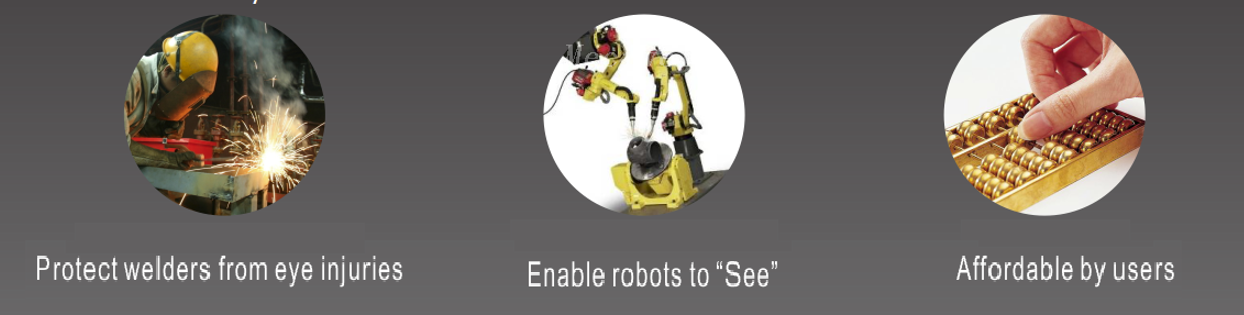 Protect welders from eye injuries
Enable robots to “See”
Affordable by users